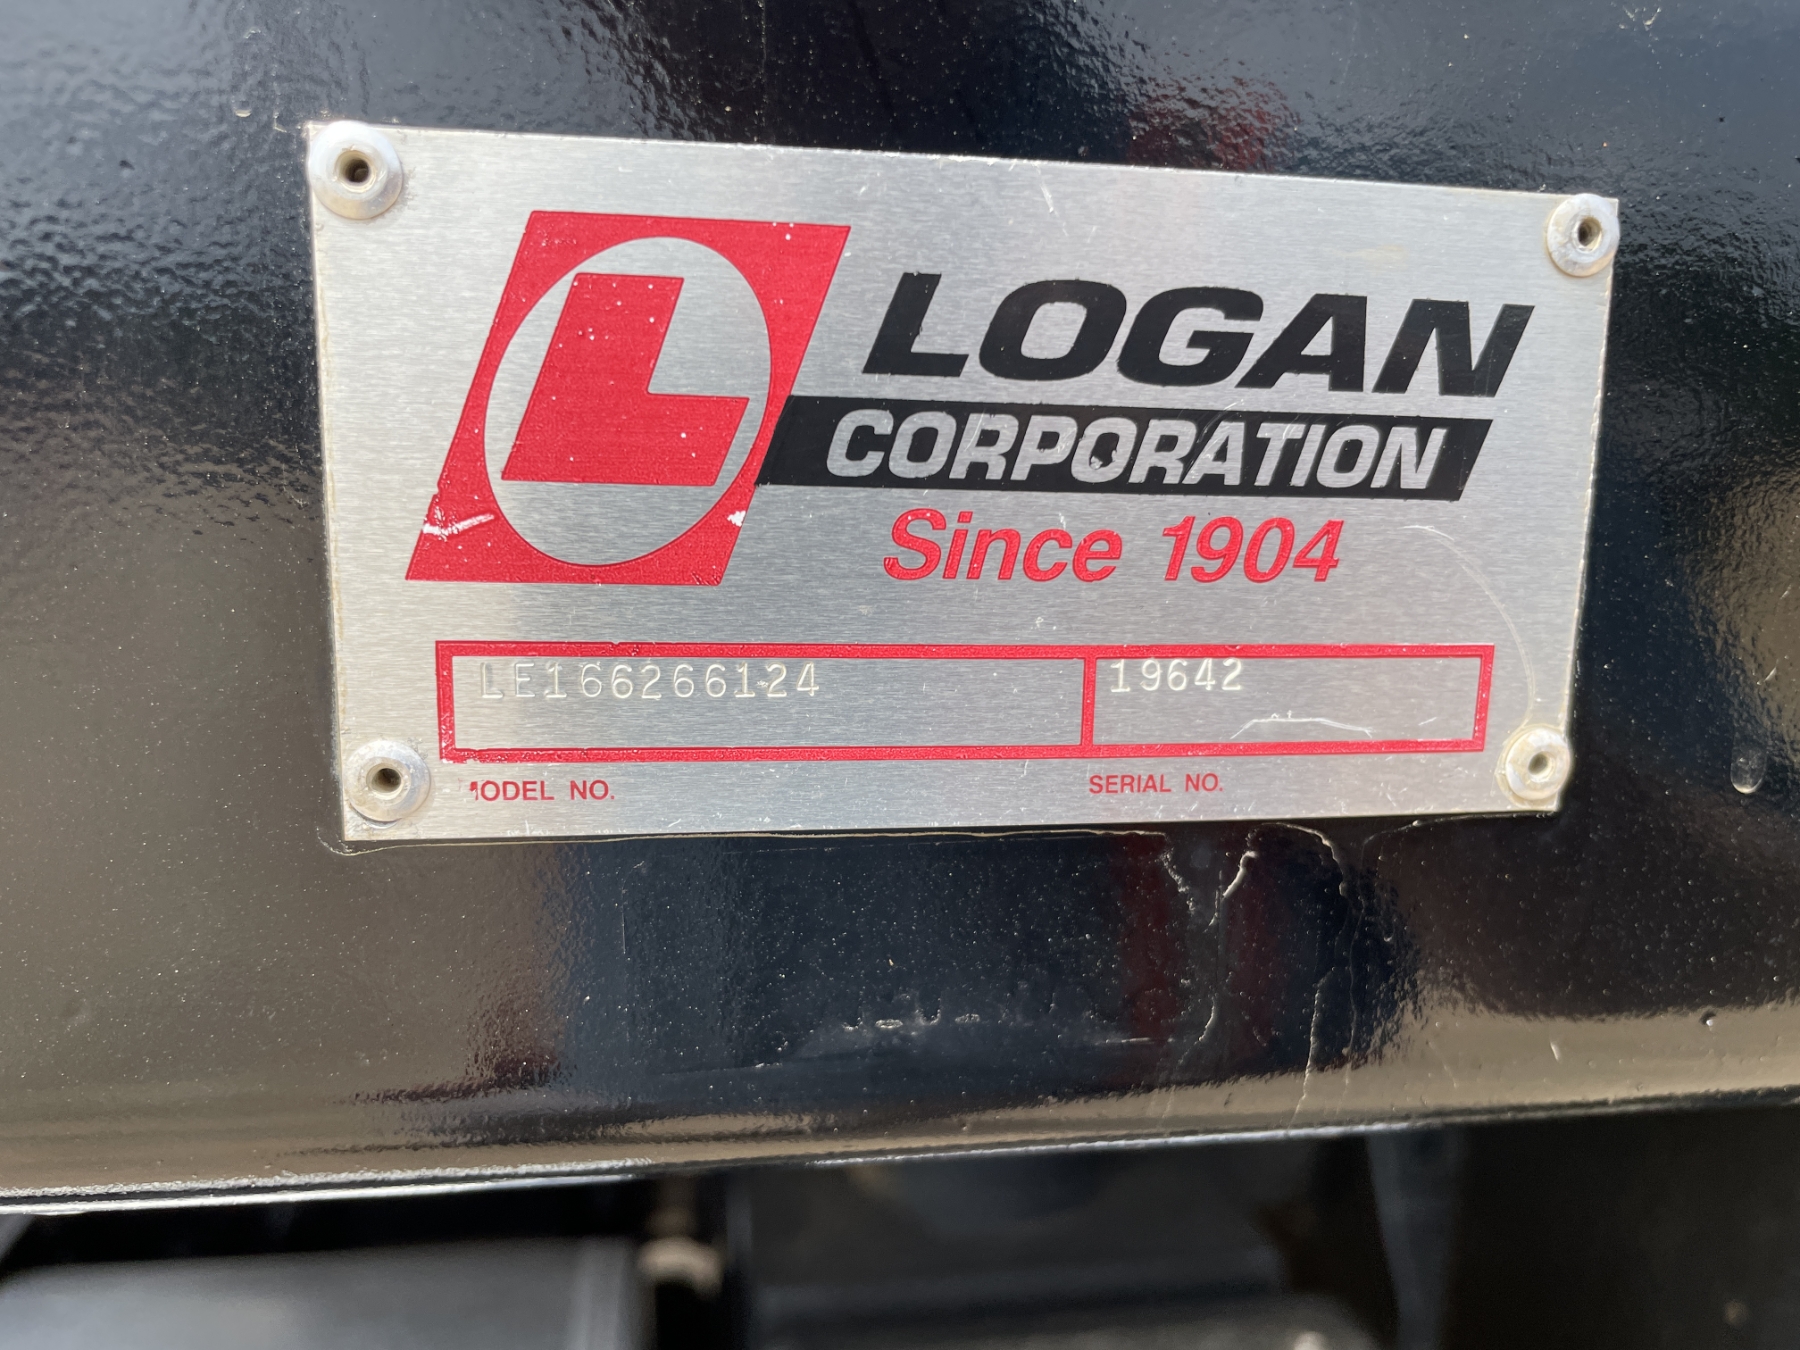 L
LOGAN
CORPORATION
Since 1904
LE166266124 19642
MODEL NO. SERIAL NO.